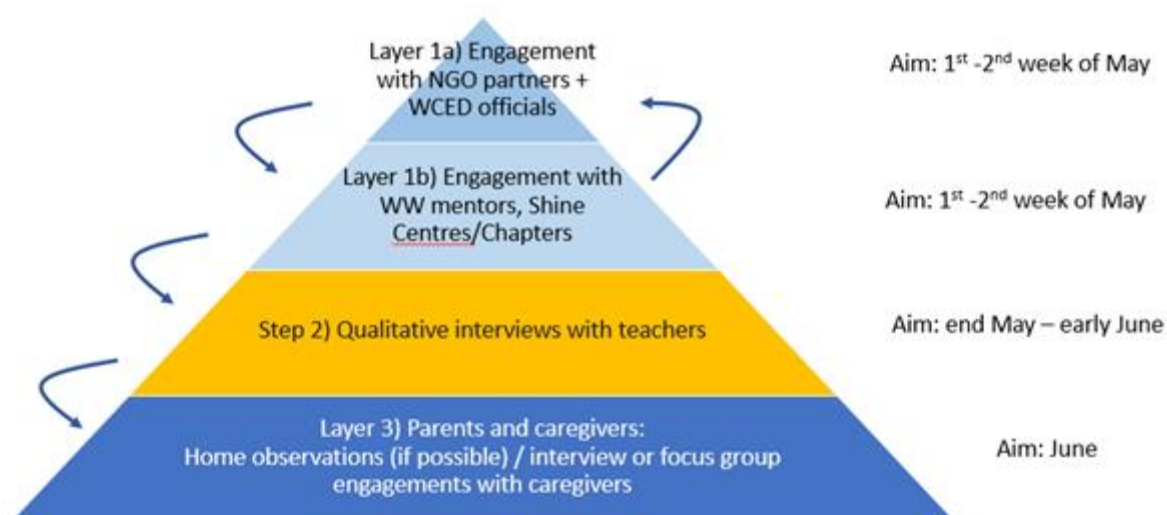 Layer 1a) Engagement
with NGO partners +
WCED officials
Aim: 1st -2nd week of May
Layer 1b) Engagement with
WW mentors, Shine
Centres/Chapters
Aim: 1st -2nd week of May
Step 2) Qualitative interviews with teachers
Aim: end May – early June
Layer 3) Parents and caregivers:
Home observations (if possible) / interview or focus group
engagements with caregivers
Aim: June